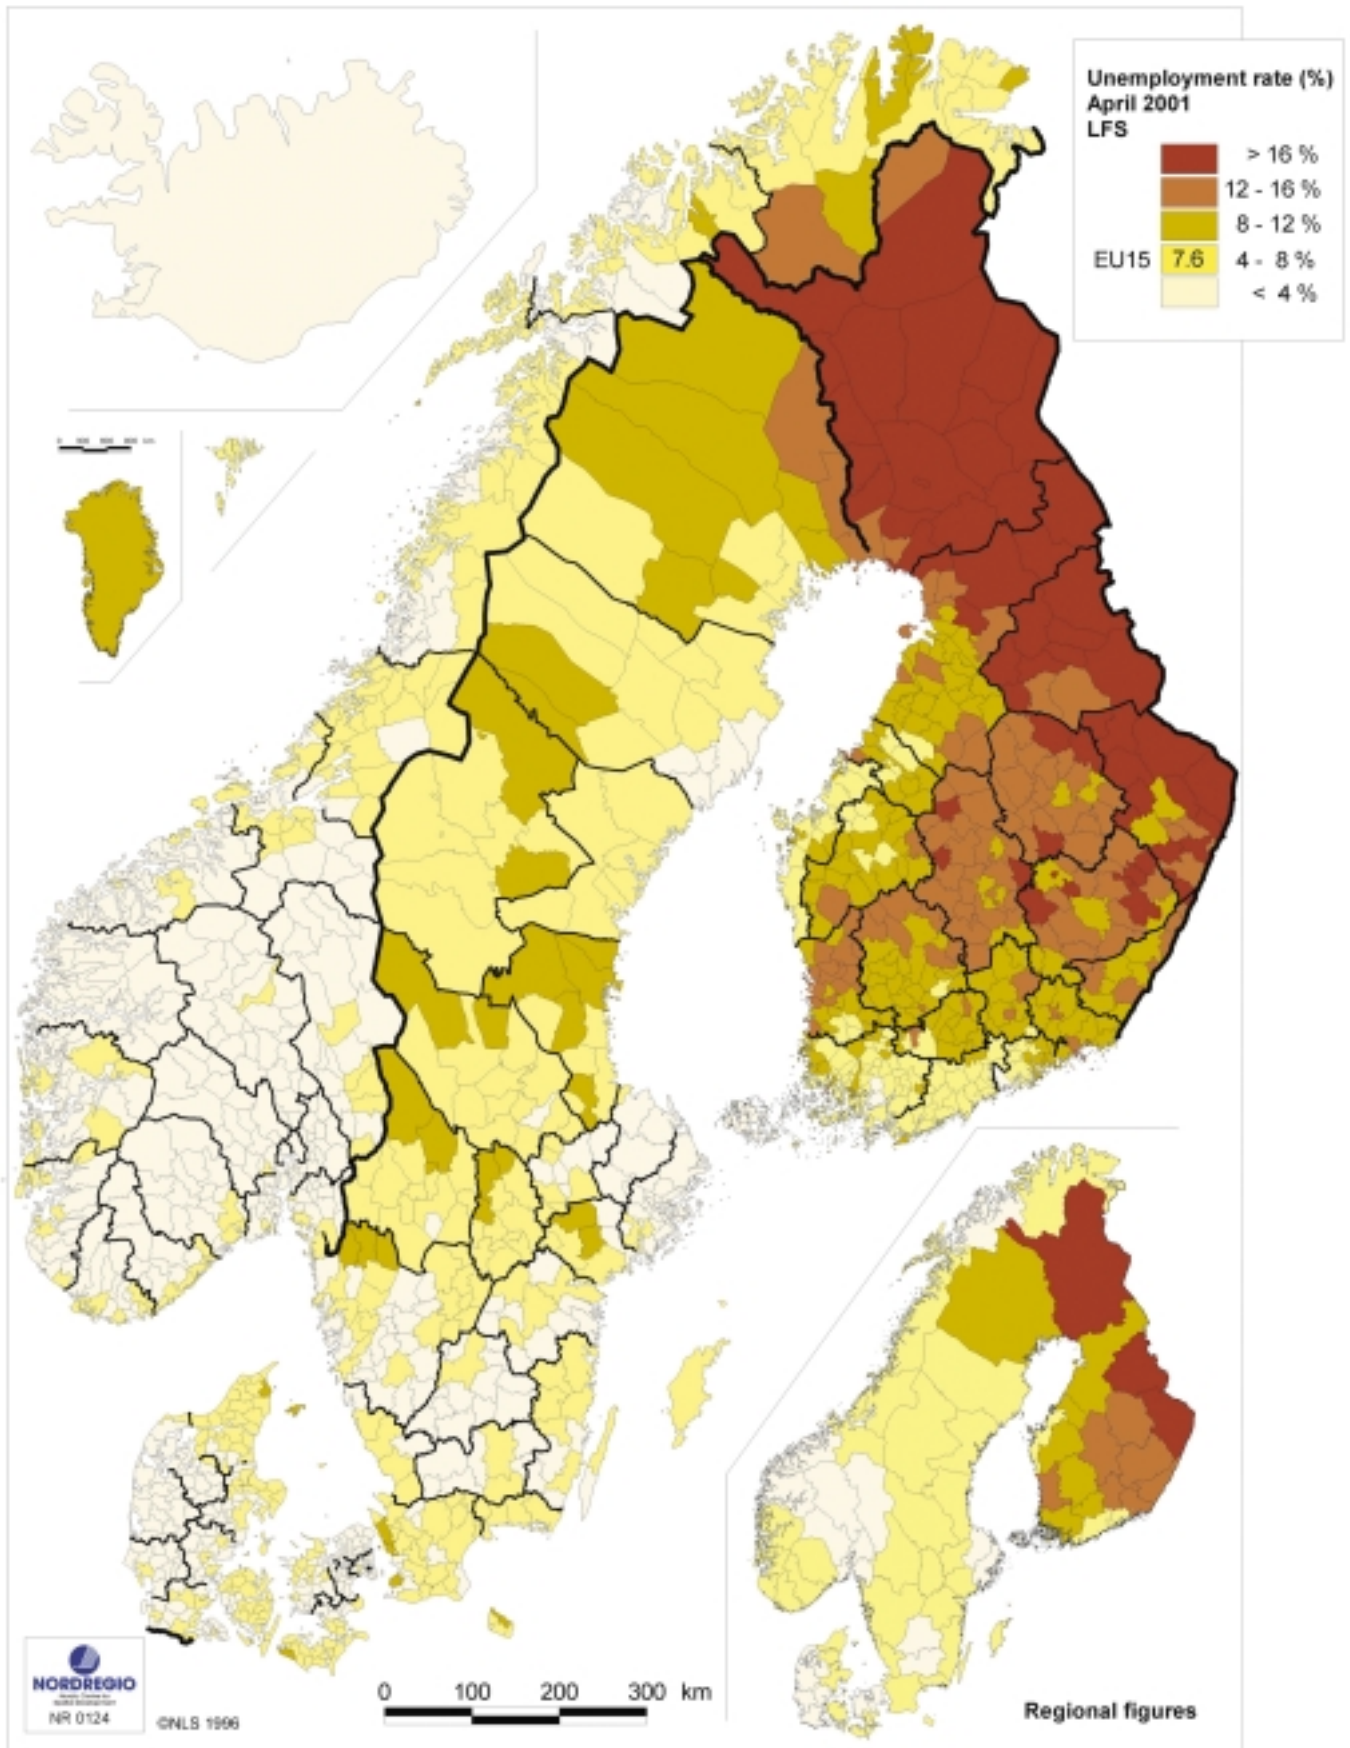 Unemployment rate (%)
April 2001
LFS
> 16 %
12 - 16 %
8 - 12 %
EU15 7.6 4 - 8 %
< 4 %
NORDREGIO
NR 0124
©NLS 1996
0 100 200 300 km
Regional figures